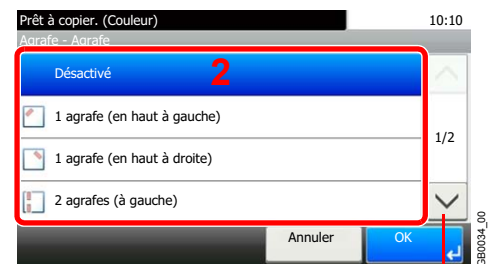 Prêt à copier. (Couleur) 10:10
Agrafe - Agrafe
Désactivé 2
1 agrafe (en haut à gauche)
1/2
1 agrafe (en haut à droite)
2 agrafes (à gauche)
Annuler OK
GB0034_00